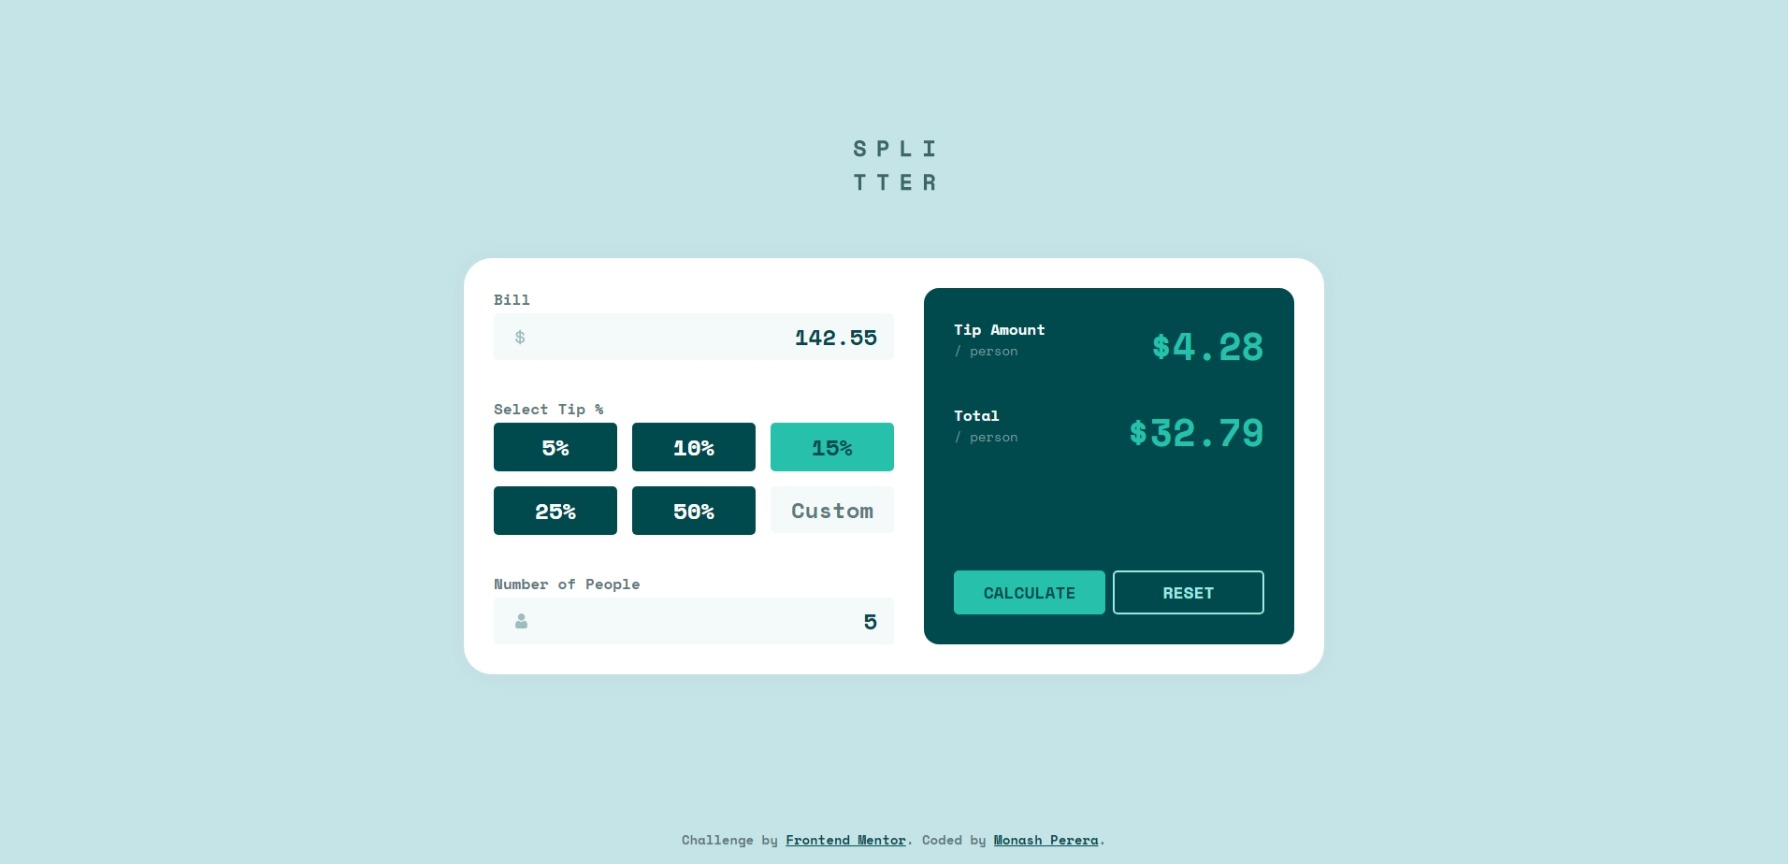 SPLI
TTER
Bill
$ 142.55
Select Tip %
5% 10% 15%
25% 50% Custom
Number of People
5
Tip Amount
/ person
$4.28
Total
/ person
$32.79
CALCULATE RESET
Challenge by Frontend Mentor. Coded by Monash Perera.